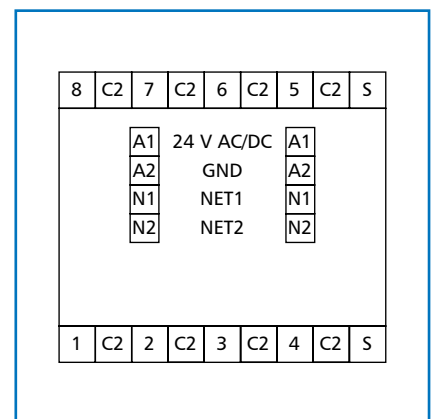 8 C2 7 C2 6 C2 5 C2 S
A1 24 V AC/DC A1
A2 GND A2
N1 NET1 N1
N2 NET2 N2
1 C2 2 C2 3 C2 4 C2 S